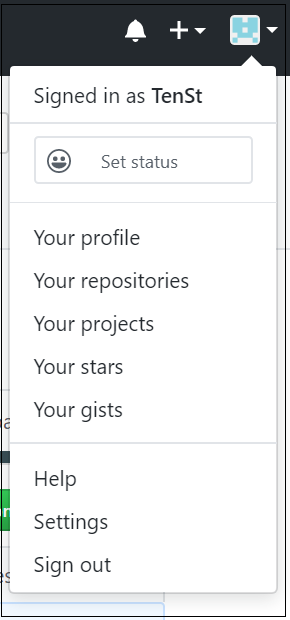 Signed in as TenSt
Set status
Your profile
Your repositories
Your projects
Your stars
Your gists
Help
Settings
Sign out